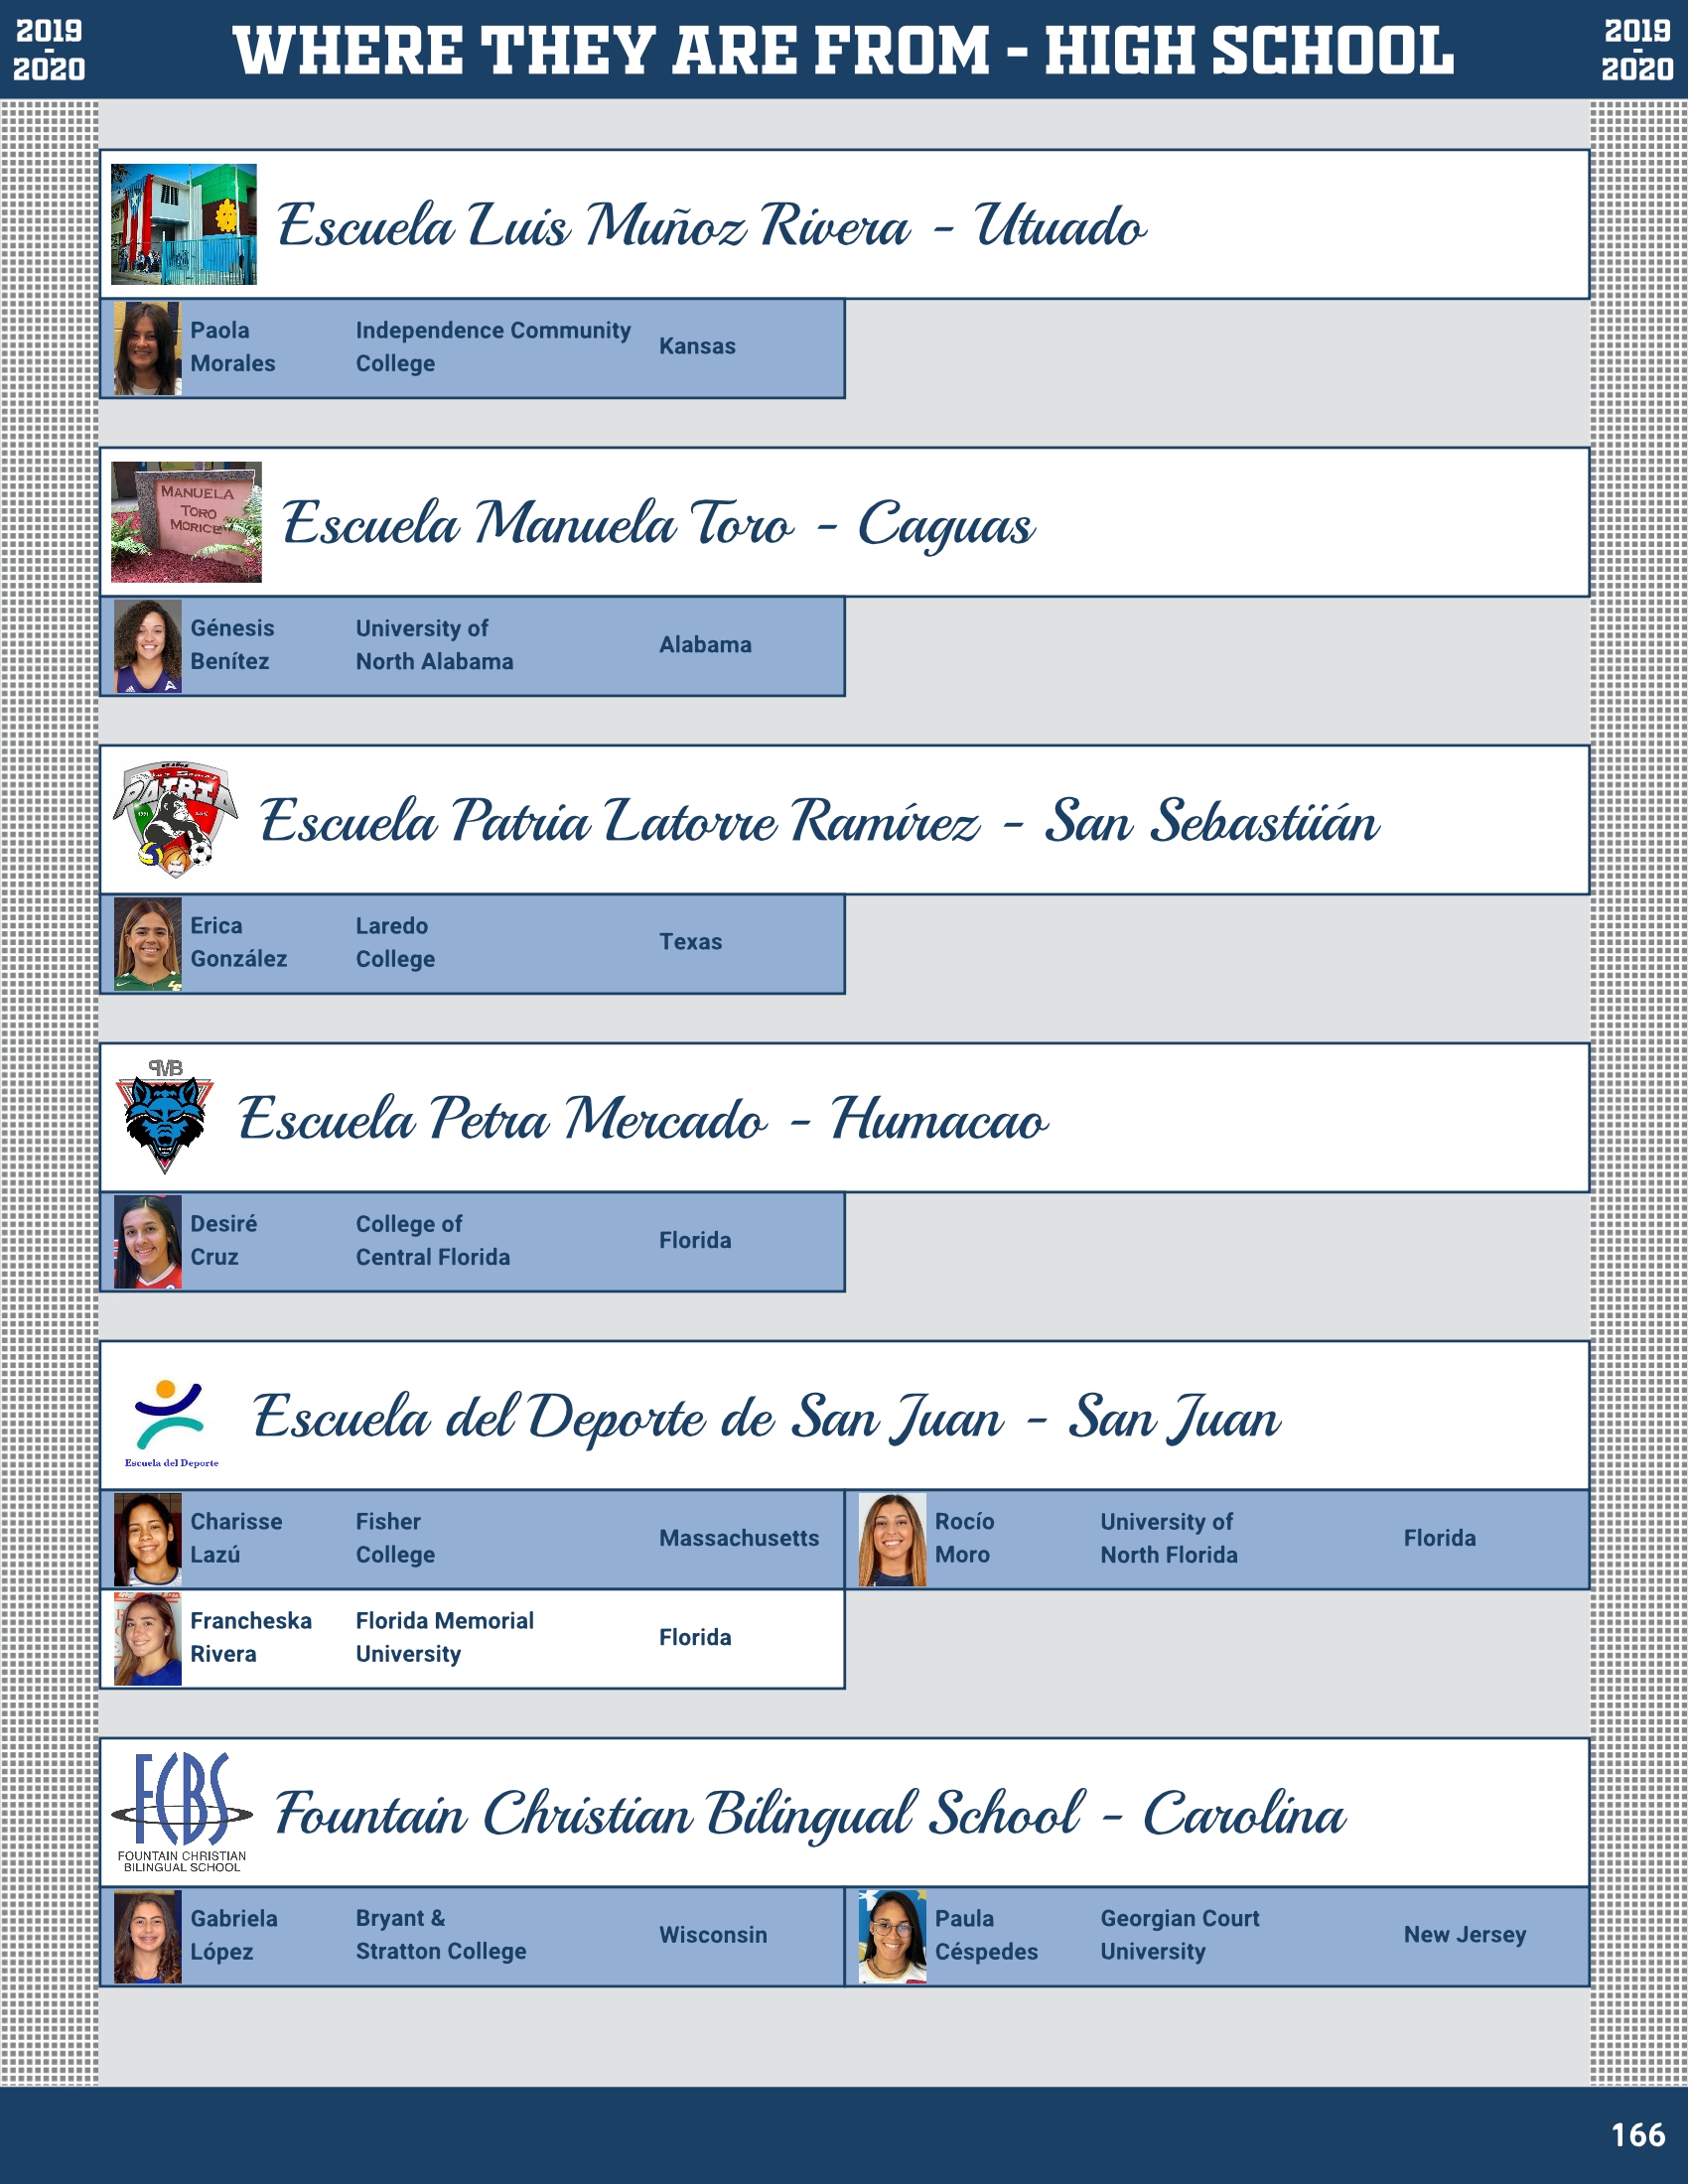 2019
-
2020
WHERE THEY ARE FROM - HIGH SCHOOL
2019
-
2020
Escuela Luis Muñoz Rivera - Utuado
Paola
Morales
Independence Community
College
Kansas
MANUELA
TORO
MORICE
Escuela Manuela Toro - Caguas
Génesis
Benítez
University of
North Alabama
Alabama
PATRIA
Escuela Patria Latorre Ramírez - San Sebastiián
Erica
González
Laredo
College
Texas
PMB
Escuela Petra Mercado - Humacao
Desiré
Cruz
College of
Central Florida
Florida
Escuela del Deporte
Escuela del Deporte de San Juan - San Juan
Charisse
Lazú
Fisher
College
Massachusetts
Rocío
Moro
University of
North Florida
Florida
Francheska
Rivera
Florida Memorial
University
Florida
FCBS
FOUNTAIN CHRISTIAN
BILINGUAL SCHOOL
Fountain Christian Bilingual School - Carolina
Gabriela
López
Bryant &
Stratton College
Wisconsin
Paula
Céspedes
Georgian Court
University
New Jersey
166